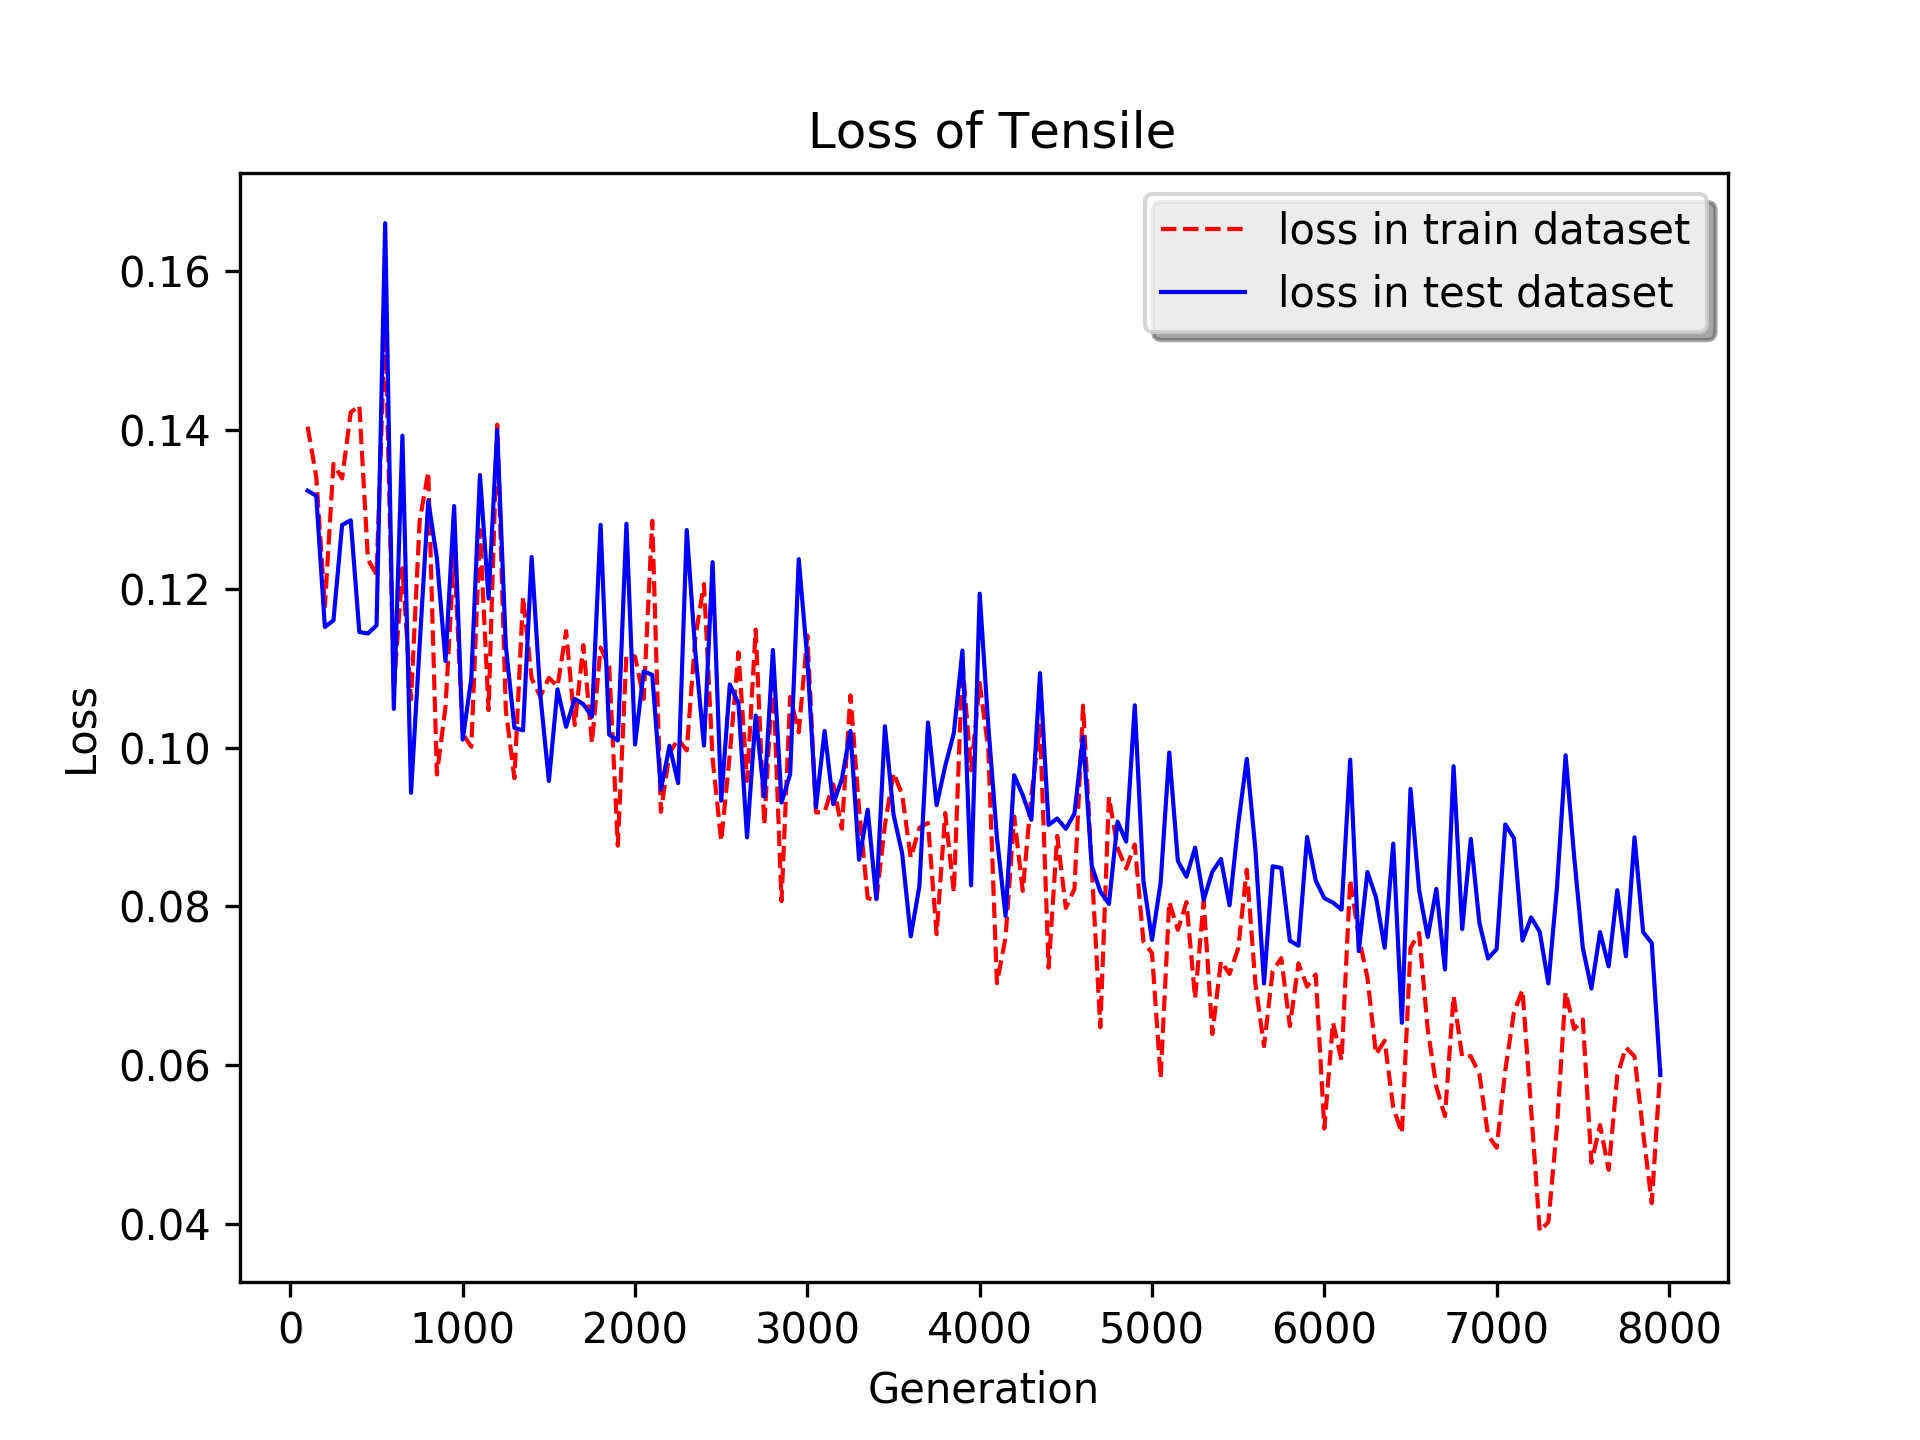 Loss of Tensile
loss in train dataset
loss in test dataset
0.16
0.14
0.12
0.10
0.08
0.06
0.04
Loss
0 1000 2000 3000 4000 5000 6000 7000 8000
Generation